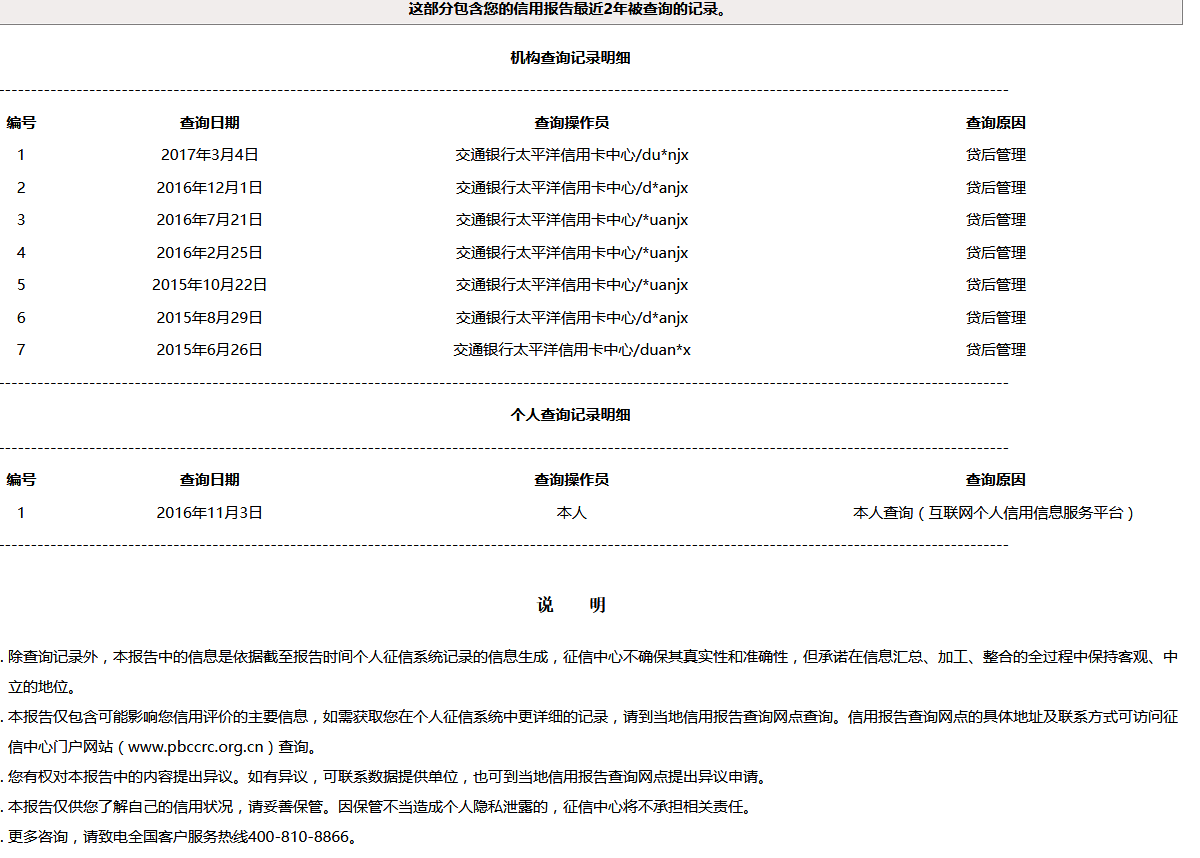 这部分包含您的信用报告最近2年被查询的记录。
机构查询记录明细
编号 查询日期 查询操作员 查询原因
1 2017年3月4日 交通银行太平洋信用卡中心/du*njx 贷后管理
2 2016年12月1日 交通银行太平洋信用卡中心/d*anjx 贷后管理
3 2016年7月21日 交通银行太平洋信用卡中心/*uanjx 贷后管理
4 2016年2月25日 交通银行太平洋信用卡中心/*uanjx 贷后管理
5 2015年10月22日 交通银行太平洋信用卡中心/*uanjx 贷后管理
6 2015年8月29日 交通银行太平洋信用卡中心/d*anjx 贷后管理
7 2015年6月26日 交通银行太平洋信用卡中心/duan*x 贷后管理
个人查询记录明细
编号 查询日期 查询操作员 查询原因
1 2016年11月3日 本人 本人查询（互联网个人信用信息服务平台）
说 明
. 除查询记录外，本报告中的信息是依据截至报告时间个人征信系统记录的信息生成，征信中心不确保其真实性和准确性，但承诺在信息汇总、加工、整合的全过程中保持客观、中
立的地位。
. 本报告仅包含可能影响您信用评价的主要信息，如需获取您在个人征信系统中更详细的记录，请到当地信用报告查询网点查询。信用报告查询网点的具体地址及联系方式可访问征
信中心门户网站（www.pbccrc.org.cn）查询。
. 您有权对本报告中的内容提出异议。如有异议，可联系数据提供单位，也可到当地信用报告查询网点提出异议申请。
. 本报告仅供您了解自己的信用状况，请妥善保管。因保管不当造成个人隐私泄露的，征信中心将不承担相关责任。
. 更多咨询，请致电全国客户服务热线400-810-8866。